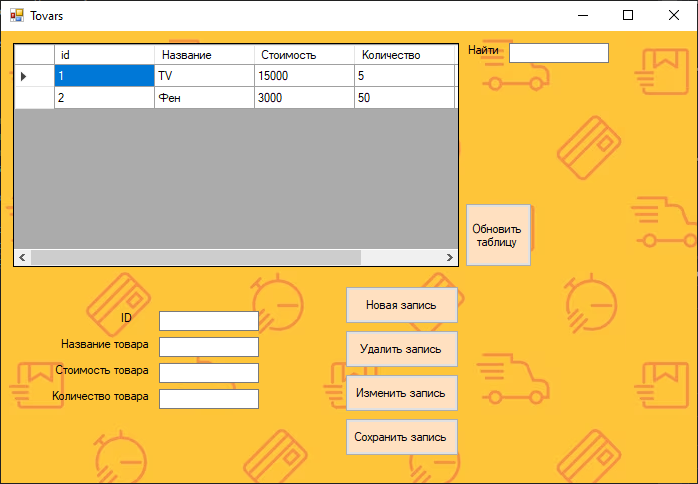 Tovars
id Название Стоимость Количество
1 TV 15000 5
2 Фен 3000 50
Найти
Обновить
таблицу
ID
Название товара
Стоимость товара
Количество товара
Новая запись
Удалить запись
Изменить запись
Сохранить запись